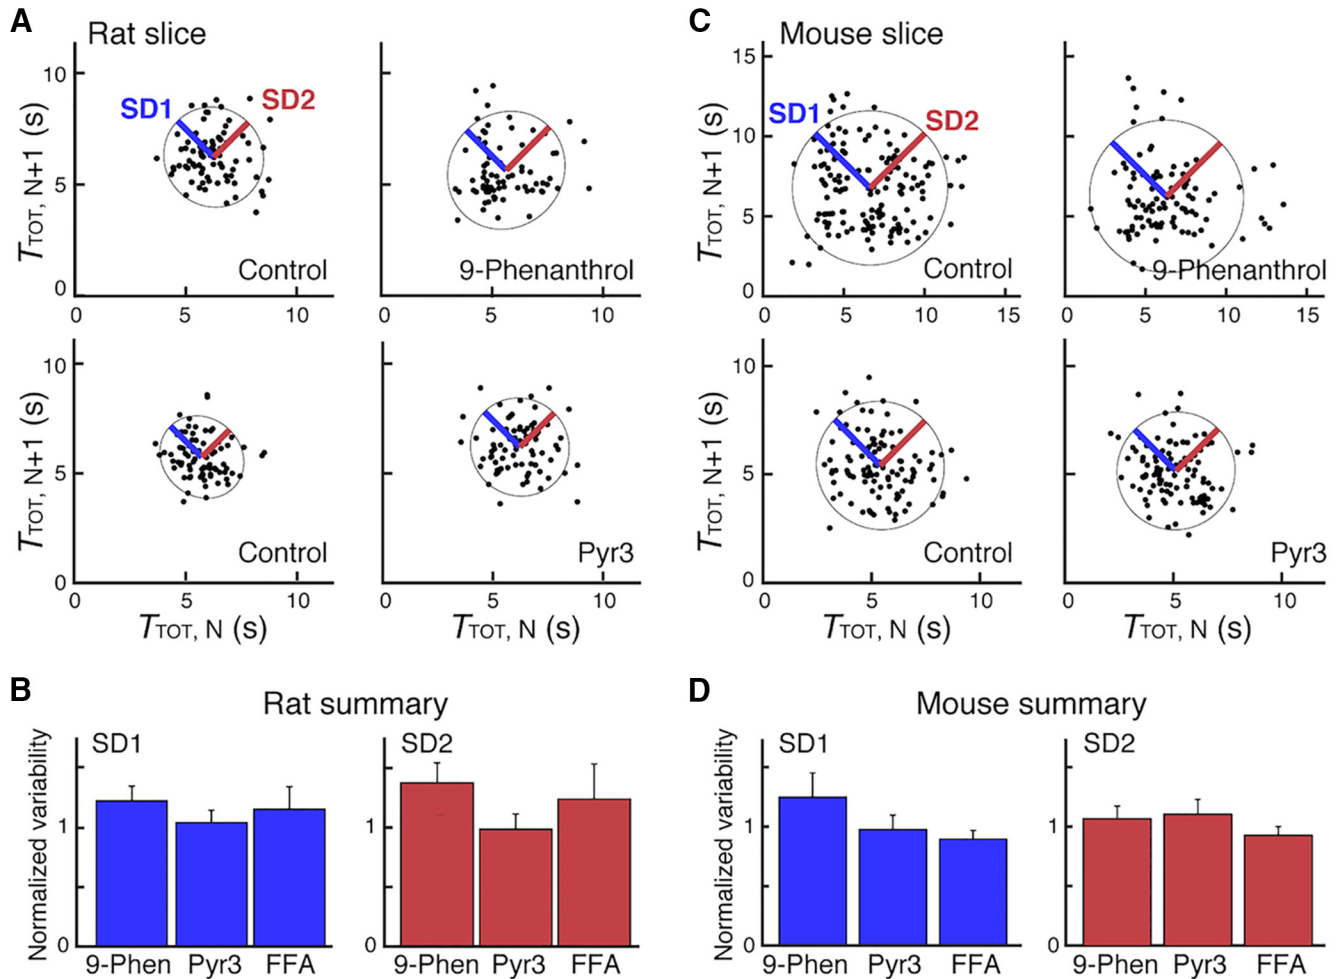 A
Rat slice
TTOT, N+1 (s)
10
5
0
SD1
SD2
Control
0 5 10
9-Phenanthrol
0 5 10
TTOT, N+1 (s)
10
5
0
Control
0 5 10
TTOT, N (s)
Pyr3
0 5 10
TTOT, N (s)
B
Rat summary
Normalized variability
SD1
1
0
9-Phen Pyr3 FFA
SD2
1
0
9-Phen Pyr3 FFA
C
Mouse slice
TTOT, N+1 (s)
15
10
5
0
SD1
SD2
Control
0 5 10 15
9-Phenanthrol
0 5 10 15
TTOT, N+1 (s)
10
5
0
Control
0 5 10
TTOT, N (s)
Pyr3
0 5 10
TTOT, N (s)
D
Mouse summary
Normalized variability
SD1
1
0
9-Phen Pyr3 FFA
SD2
1
0
9-Phen Pyr3 FFA